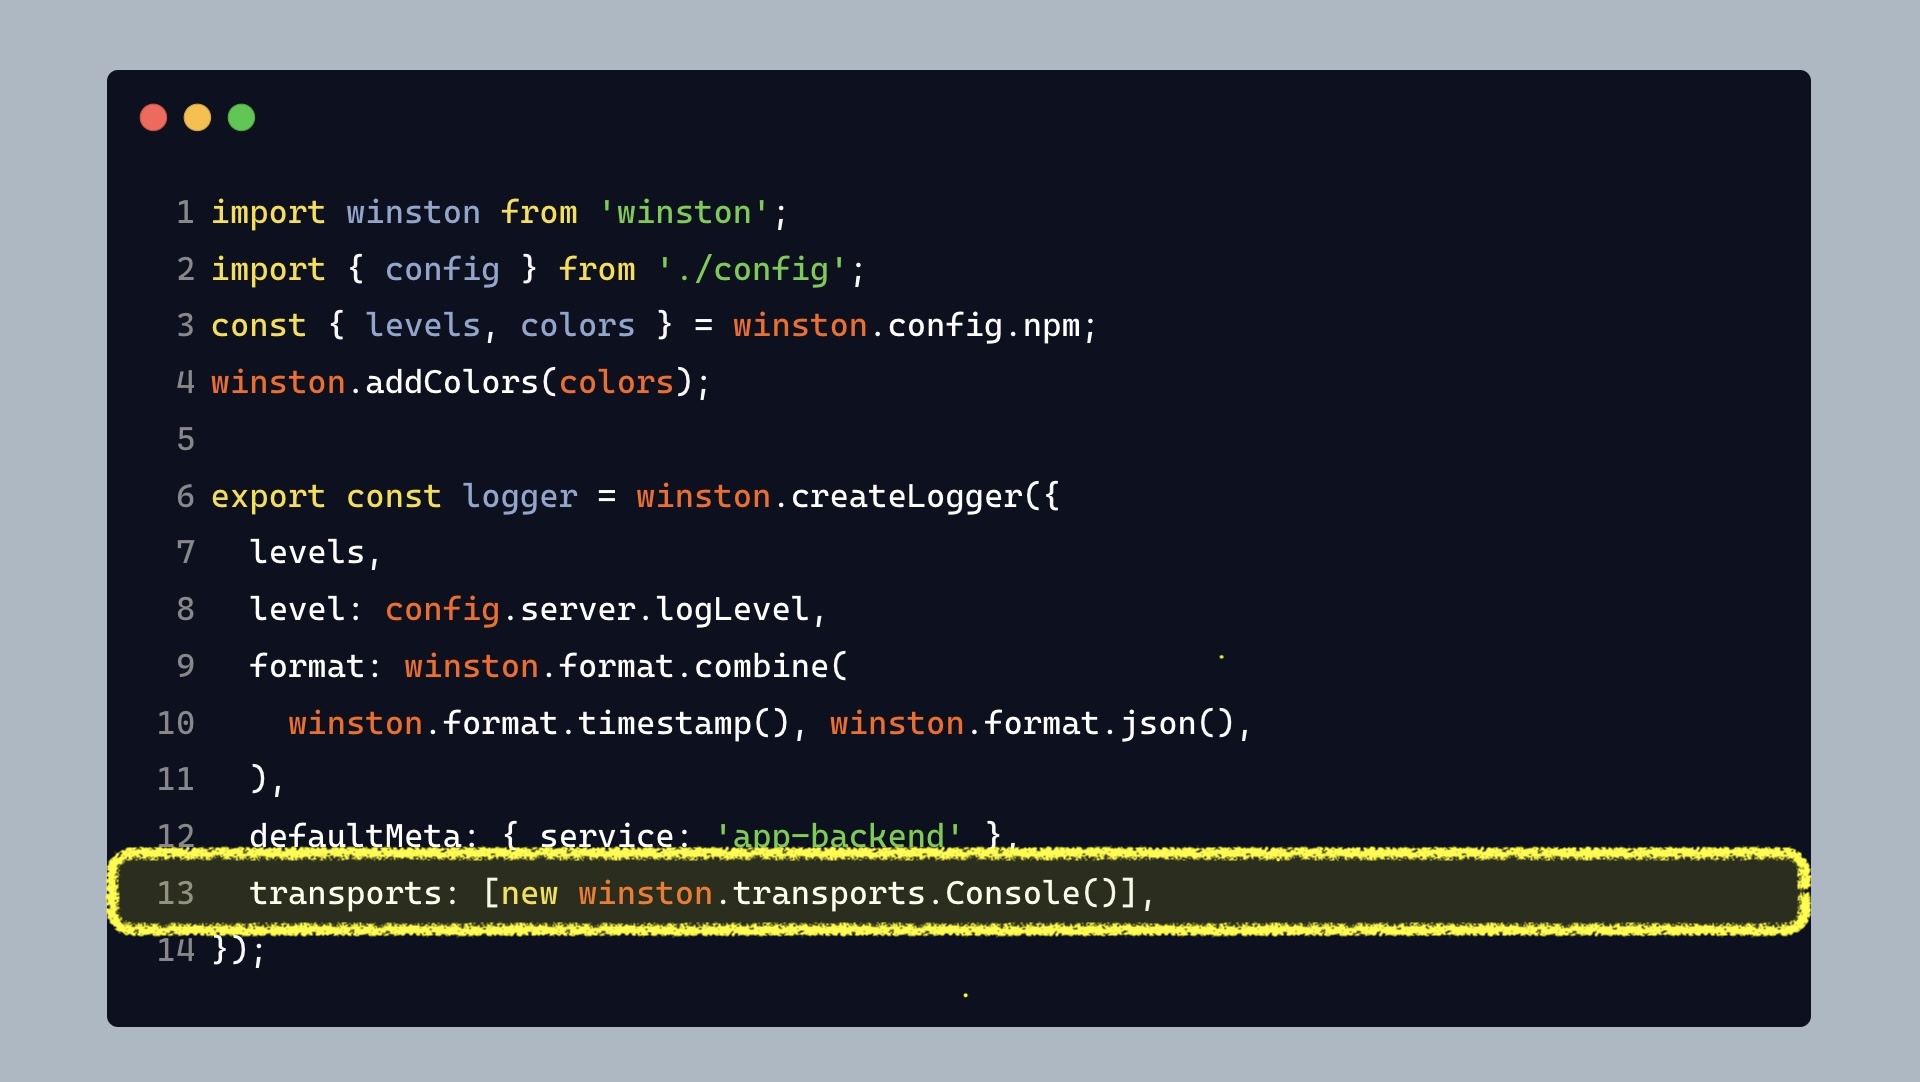 1 import winston from 'winston';
2 import { config } from './config';
3 const { levels, colors } = winston.config.npm;
4 winston.addColors(colors);
5
6 export const logger = winston.createLogger({
7   levels,
8   level: config.server.logLevel,
9   format: winston.format.combine(
10     winston.format.timestamp(), winston.format.json(),
11   ),
12   defaultMeta: { service: 'app-backend' },
13   transports: [new winston.transports.Console()],
14 });